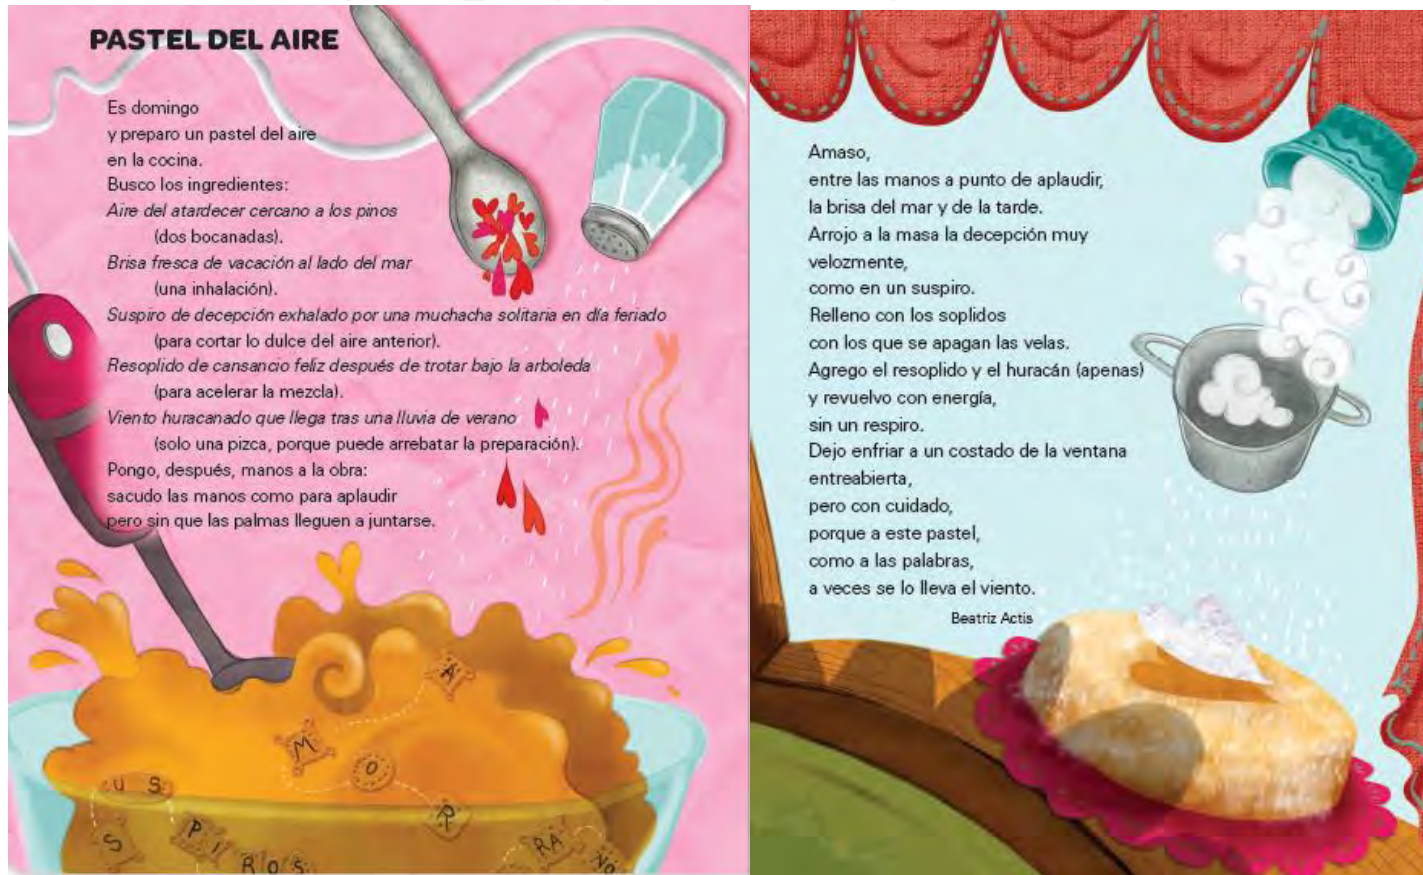 PASTEL DEL AIRE
Es domingo
y preparo un pastel del aire
en la cocina.
Busco los ingredientes:
Aire del atardecer cercano a los pinos
(dos bocanadas).
Brisa fresca de vacación al lado del mar
(una inhalación).
Suspiro de decepción exhalado por una muchacha solitaria en día feriado
(para cortar lo dulce del aire anterior).
Resoplido de cansancio feliz después de trotar bajo la arboleda
(para acelerar la mezcla).
Viento huracanado que llega tras una lluvia de verano
(solo una pizca, porque puede arrebatar la preparación).
Pongo, después, manos a la obra:
sacudo las manos como para aplaudir
pero sin que las palmas lleguen a juntarse.
A
M
O
R
U S
S
P I R O S
RA
NO
Amaso,
entre las manos a punto de aplaudir,
la brisa del mar y de la tarde.
Arrojo a la masa la decepción muy
velozmente,
como en un suspiro.
Relleno con los soplidos
con los que se apagan las velas.
Agrego el resoplido y el huracán (apenas)
y revuelvo con energía,
sin un respiro.
Dejo enfriar a un costado de la ventana
entreabierta,
pero con cuidado,
porque a este pastel,
como a las palabras,
a veces se lo lleva el viento.
Beatriz Actis